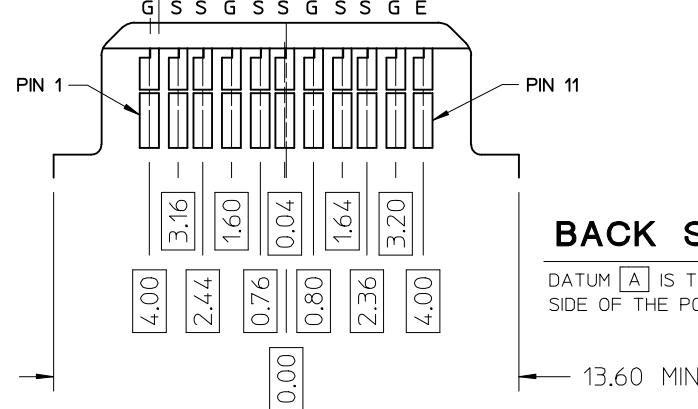 G S S G S S G S S G E
PIN 1
PIN 11
3.16 1.60 0.04 1.64 3.20
4.00 2.44 0.76 0.80 2.36 4.00
0.00
BACK S
DATUM A IS T
SIDE OF THE PO
13.60 MIN